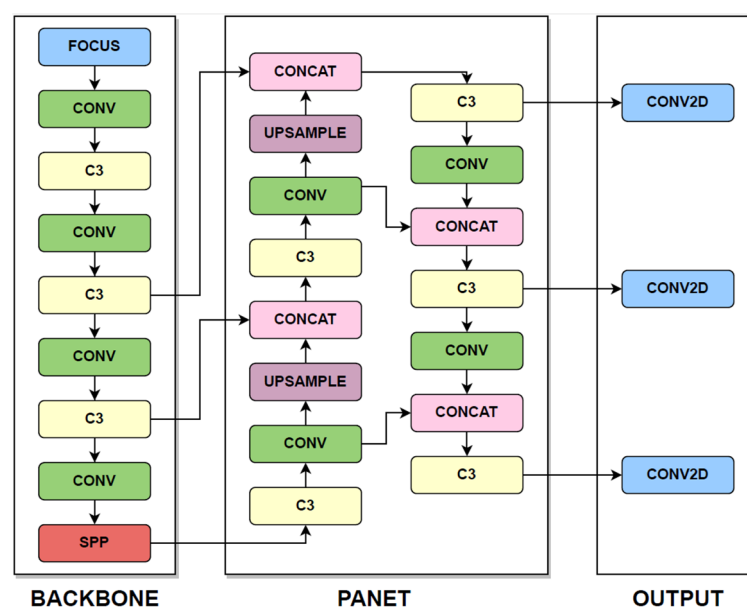 FOCUS
CONV
C3
CONV
C3
CONV
C3
CONV
SPP
BACKBONE
CONCAT
UPSAMPLE
CONV
C3
CONCAT
UPSAMPLE
CONV
C3
C3
CONV
CONCAT
C3
CONV
CONCAT
C3
PANET
CONV2D
CONV2D
CONV2D
OUTPUT